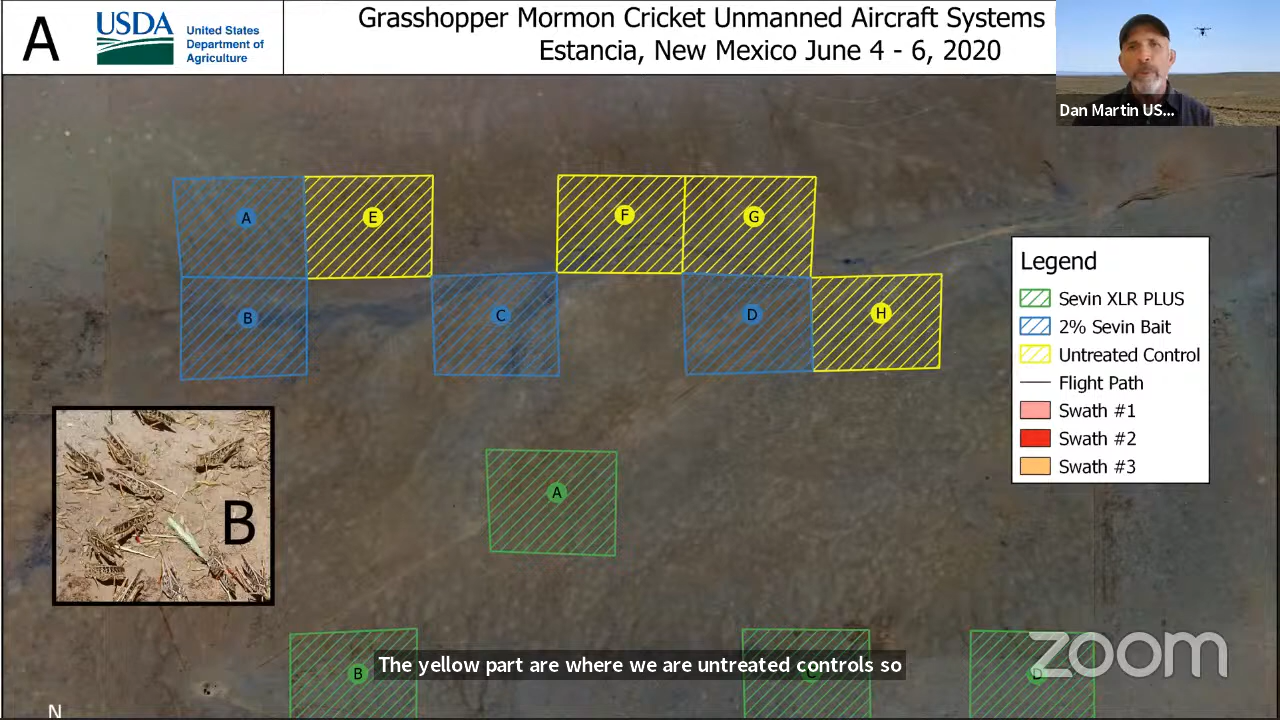 A
USDA
United States
Department of
Agriculture
Grasshopper Mormon Cricket Unmanned Aircraft Systems
Estancia, New Mexico June 4 - 6, 2020
Dan Martin US...
A
E
F
G
B
C
D
H
Legend
Sevin XLR PLUS
2% Sevin Bait
Untreated Control
Flight Path
Swath #1
Swath #2
Swath #3
A
B
B
C
D
The yellow part are where we are untreated controls so
zoom
N